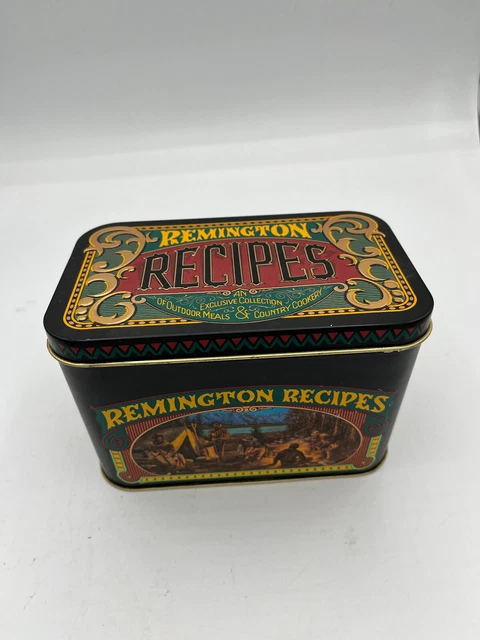 REMINGTON
RECIPES
AN
EXCLUSIVE COLLECTION
OF OUTDOOR MEALS & COUNTRY COOKERY
REMINGTON RECIPES